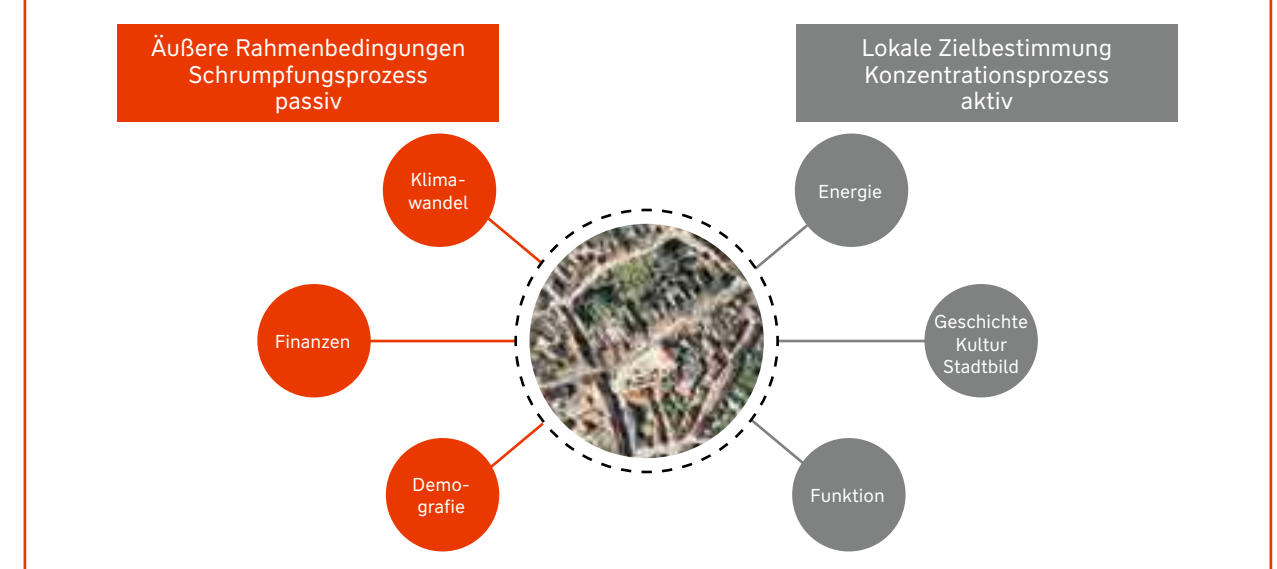 Äußere Rahmenbedingungen
Schrumpfungsprozess
passiv
Lokale Zielbestimmung
Konzentrationsprozess
aktiv
Klima-
wandel
Energie
Finanzen
Geschichte
Kultur
Stadtbild
Demo-
grafie
Funktion